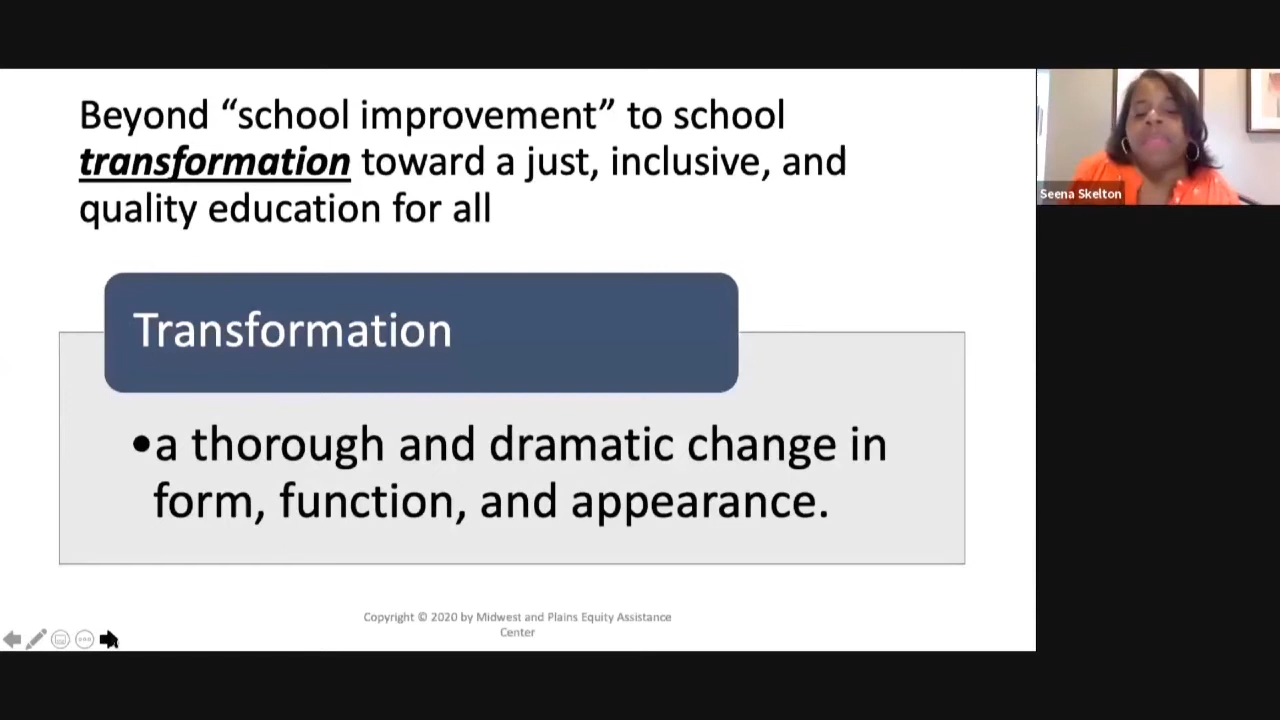 Beyond “school improvement” to school
transformation toward a just, inclusive, and
quality education for all
Seena Skelton
Transformation
•a thorough and dramatic change in
form, function, and appearance.
Copyright © 2020 by Midwest and Plains Equity Assistance
Center